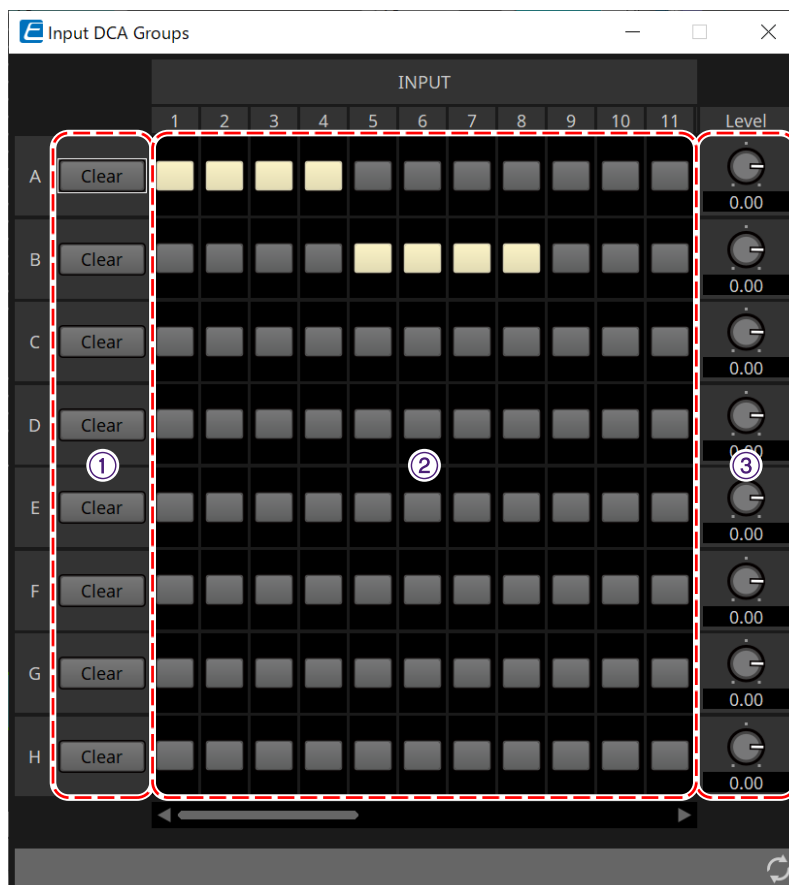 Input DCA Groups
INPUT
1 2 3 4 5 6 7 8 9 10 11 Level
A Clear 0.00
B Clear 0.00
C Clear 0.00
D Clear 0.00
① ② ③
E Clear 0.00
F Clear 0.00
G Clear 0.00
H Clear 0.00